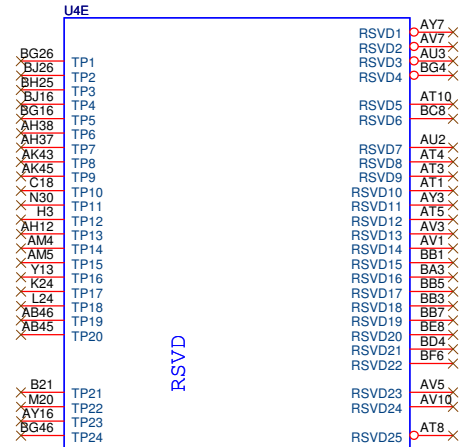 U4E
BG26 TP1
BJ26 TP2
BH25 TP3
BJ16 TP4
BG16 TP5
AH38 TP6
AH37 TP7
AK43 TP8
AK45 TP9
C18 TP10
N30 TP11
H3 TP12
AH12 TP13
AM4 TP14
AM5 TP15
Y13 TP16
K24 TP17
L24 TP18
AB46 TP19
AB45 TP20
B21 TP21
M20 TP22
AY16 TP23
BG46 TP24
RSVD
RSVD1 AY7
RSVD2 AV7
RSVD3 AU3
RSVD4 BG4
RSVD5 AT10
RSVD6 BC8
RSVD7 AU2
RSVD8 AT4
RSVD9 AT3
RSVD10 AT1
RSVD11 AY3
RSVD12 AT5
RSVD13 AV3
RSVD14 AV1
RSVD15 BB1
RSVD16 BA3
RSVD17 BB5
RSVD18 BB3
RSVD19 BB7
RSVD20 BE8
RSVD21 BD4
RSVD22 BF6
RSVD23 AV5
RSVD24 AV10
RSVD25 AT8